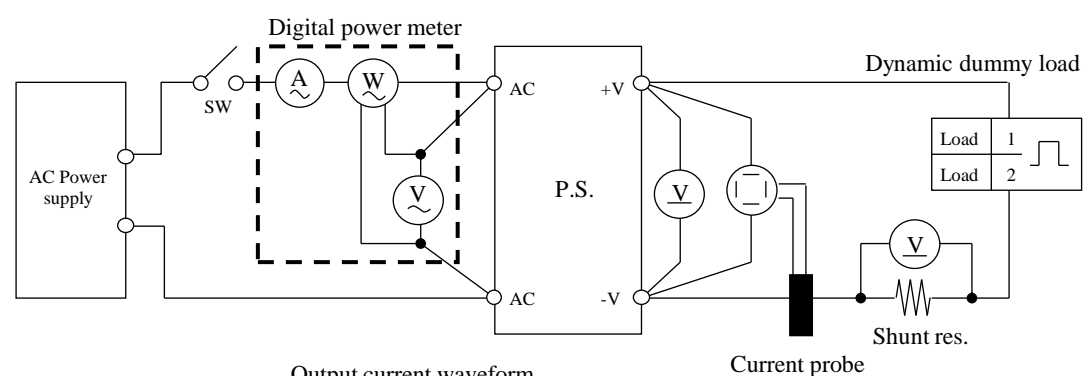 Digital power meter
Dynamic dummy load
A
W
SW
AC
+V
Load 1
Load 2
AC Power
supply
V
P.S.
V
V
AC
-V
Shunt res.
Current probe
Output current waveform